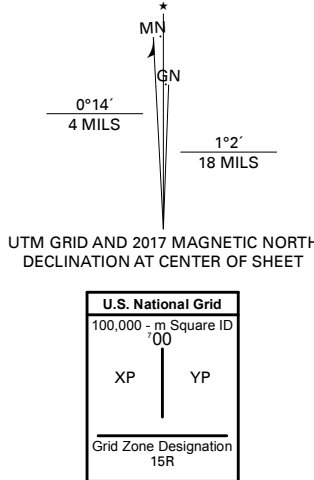 ★
MN
GN
0°14´
4 MILS
1°2´
18 MILS
UTM GRID AND 2017 MAGNETIC NORTH
DECLINATION AT CENTER OF SHEET
U.S. National Grid
100,000 - m Square ID
⁷00
XP YP
Grid Zone Designation
15R